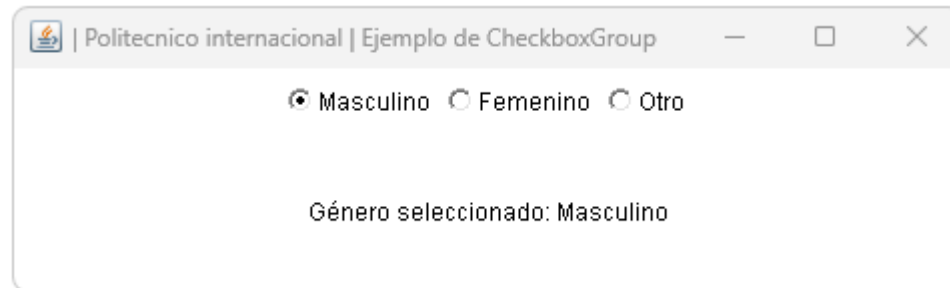 | Politecnico internacional | Ejemplo de CheckboxGroup
Masculino Femenino Otro
Género seleccionado: Masculino